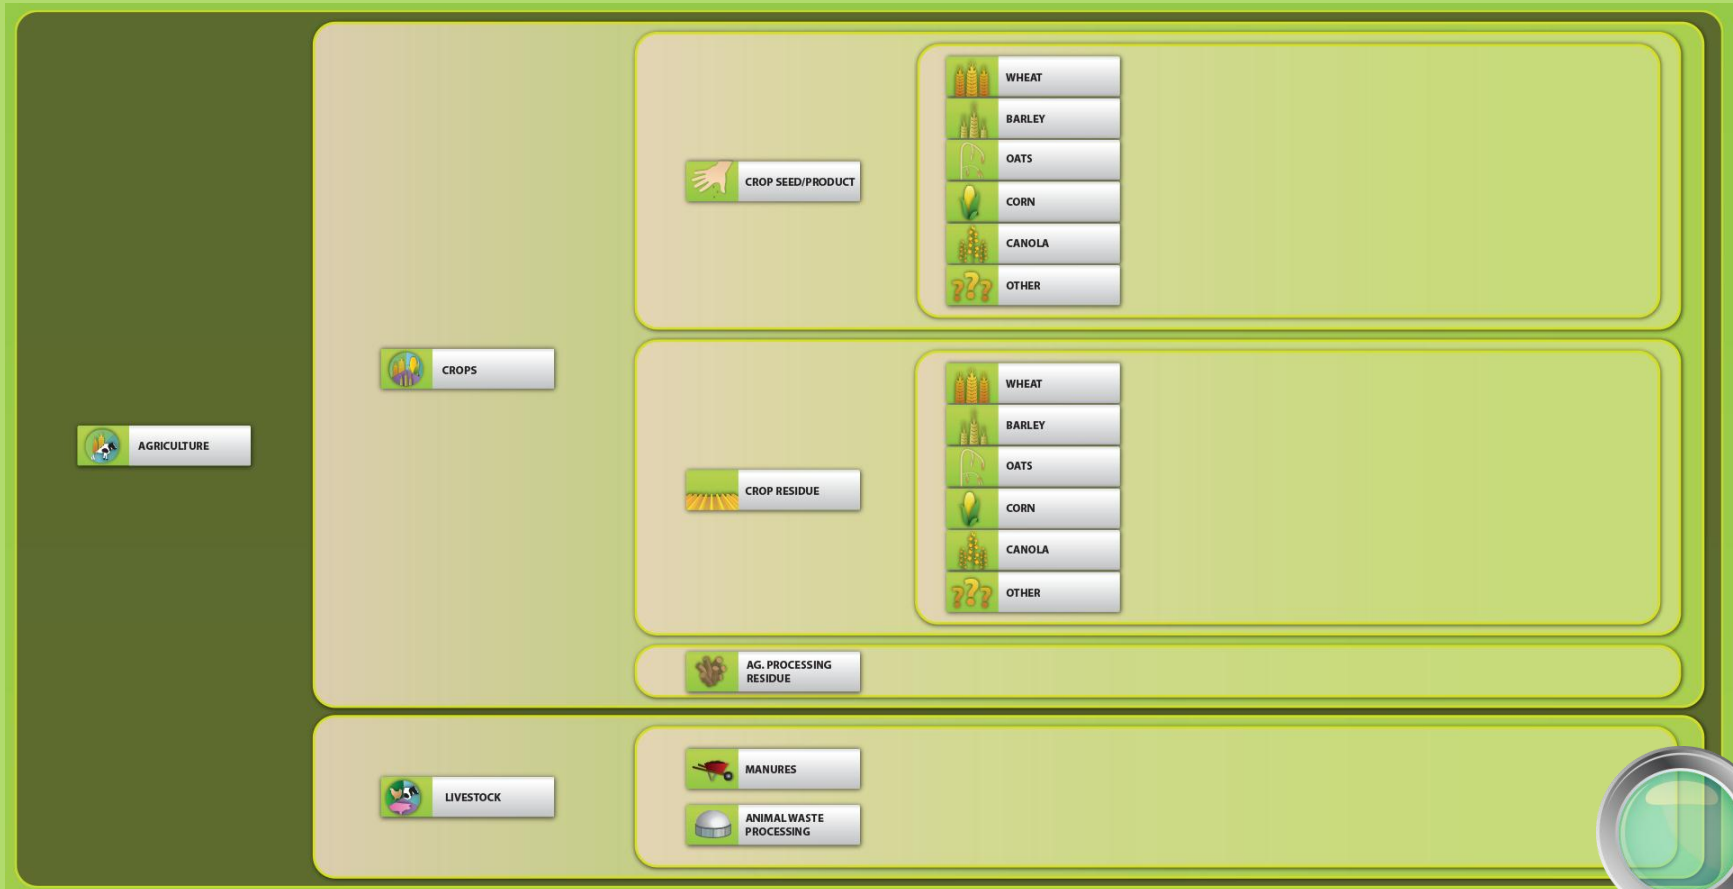 AGRICULTURE
CROPS
CROP SEED/PRODUCT
WHEAT
BARLEY
OATS
CORN
CANOLA
OTHER
CROP RESIDUE
WHEAT
BARLEY
OATS
CORN
CANOLA
OTHER
AG. PROCESSING
RESIDUE
LIVESTOCK
MANURES
ANIMAL WASTE
PROCESSING